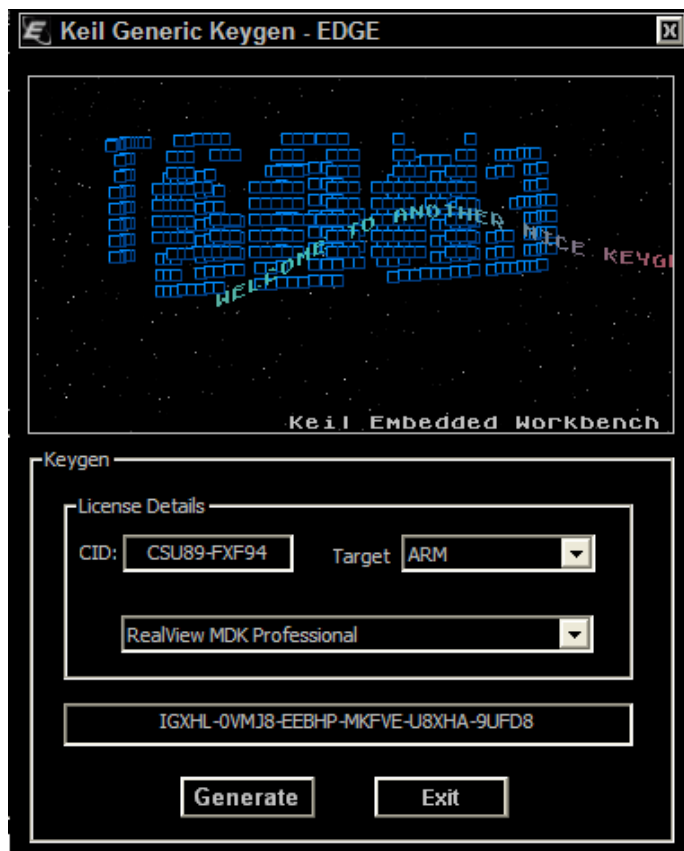 Keil Generic Keygen - EDGE
WELCOME TO ANOTHER NICE
Keil Embedded Workbench
Keygen
License Details
CID: CSU89-FXF94 Target ARM
RealView MDK Professional
IGXHL-0VMJ8-EEBHP-MKFVE-U8XHA-9UFD8
Generate Exit